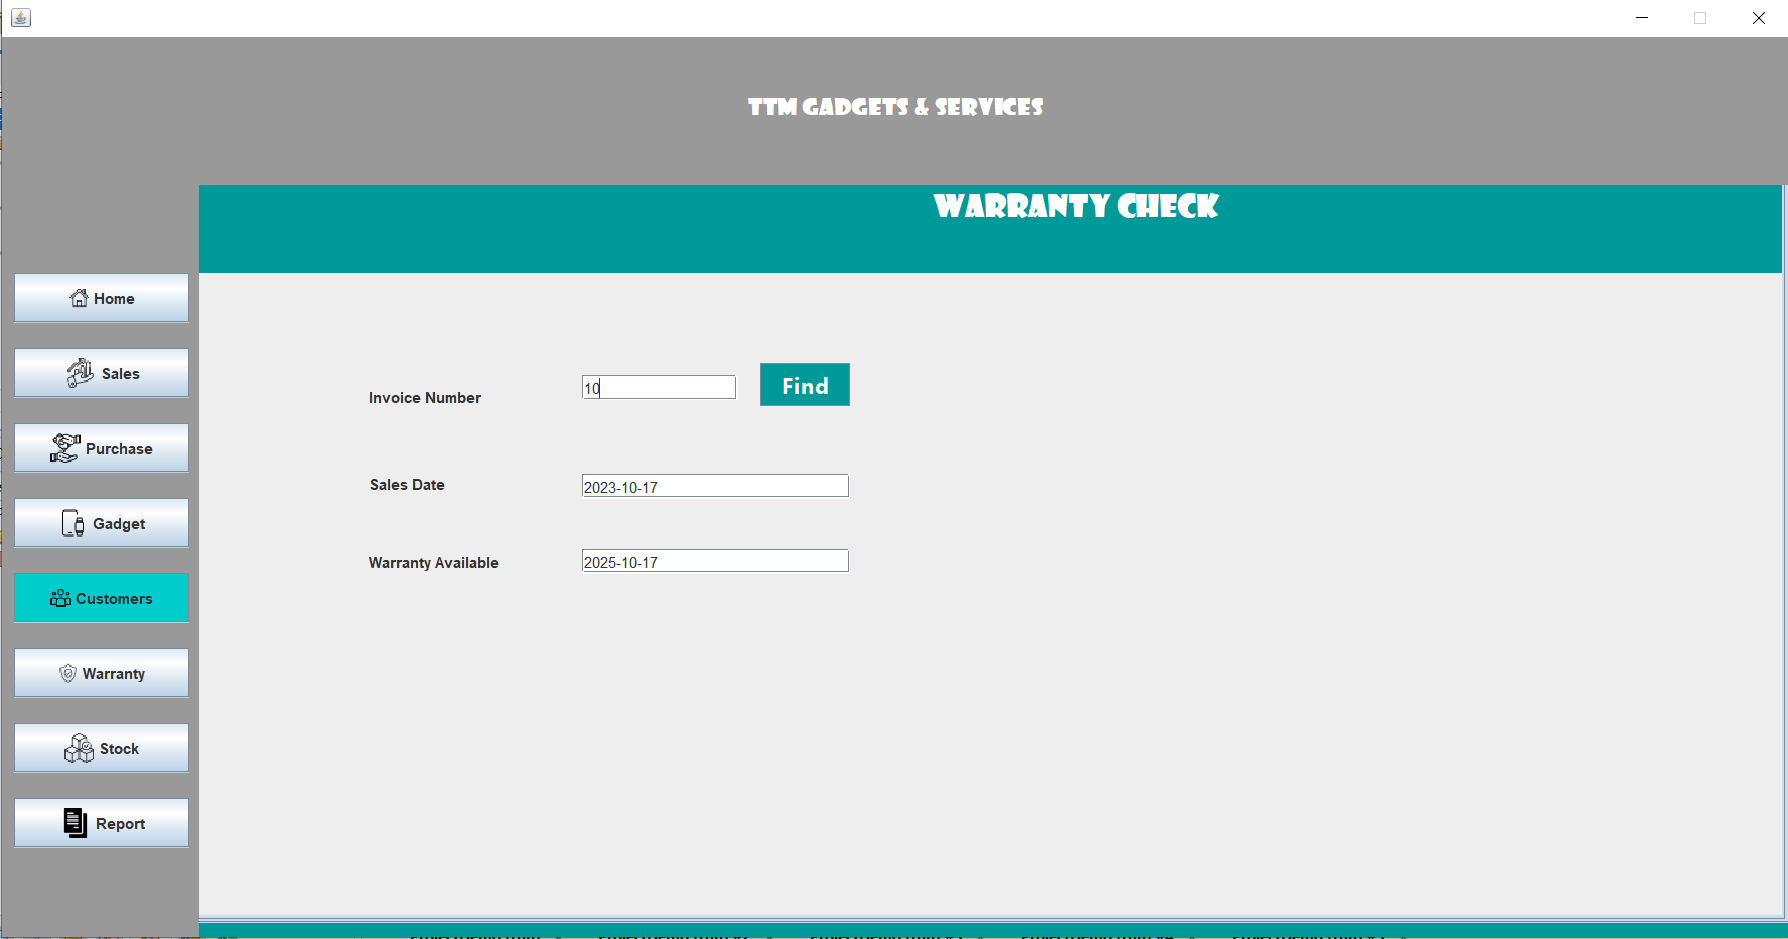 TTM GADGETS & SERVICES
WARRANTY CHECK
Home
Sales
Purchase
Gadget
Customers
Warranty
Stock
Report
Invoice Number
10
Find
Sales Date
2023-10-17
Warranty Available
2025-10-17